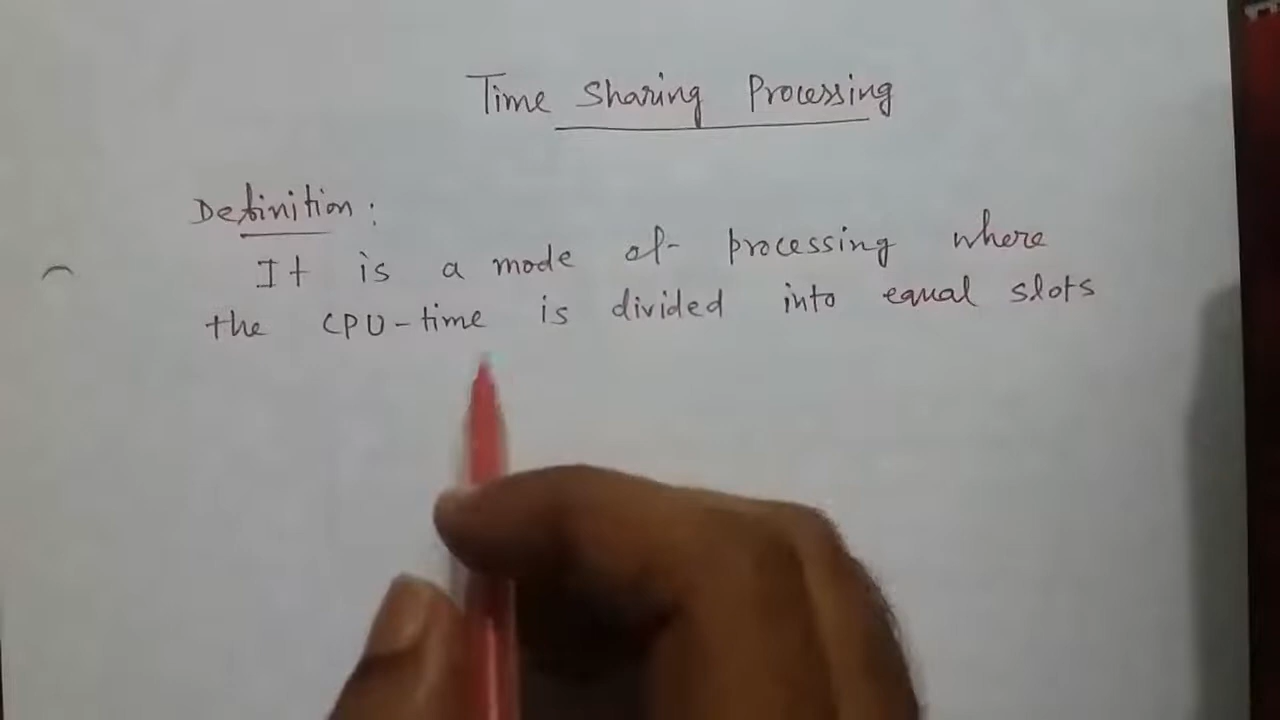 Time Sharing Processing
Definition:
It is a mode of processing where
the CPU-time is divided into equal slots